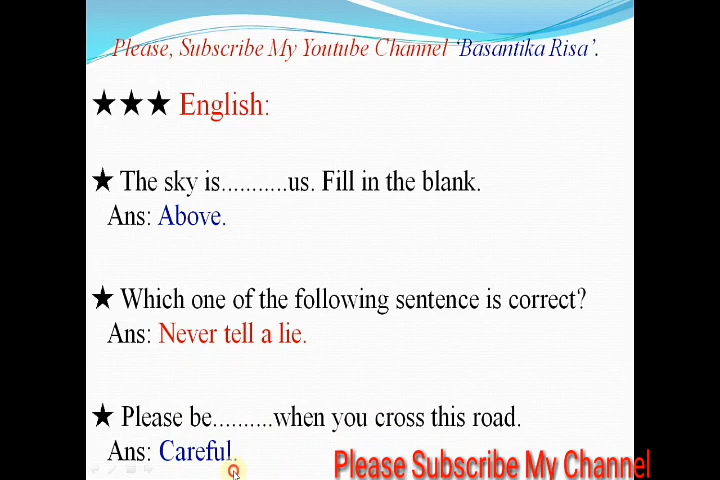 Please, Subscribe My Youtube Channel ‘Basantika Risa’.
★★★ English:
★ The sky is...........us. Fill in the blank.
Ans: Above.
★ Which one of the following sentence is correct?
Ans: Never tell a lie.
★ Please be..........when you cross this road.
Ans: Careful.
Please Subscribe My Channel